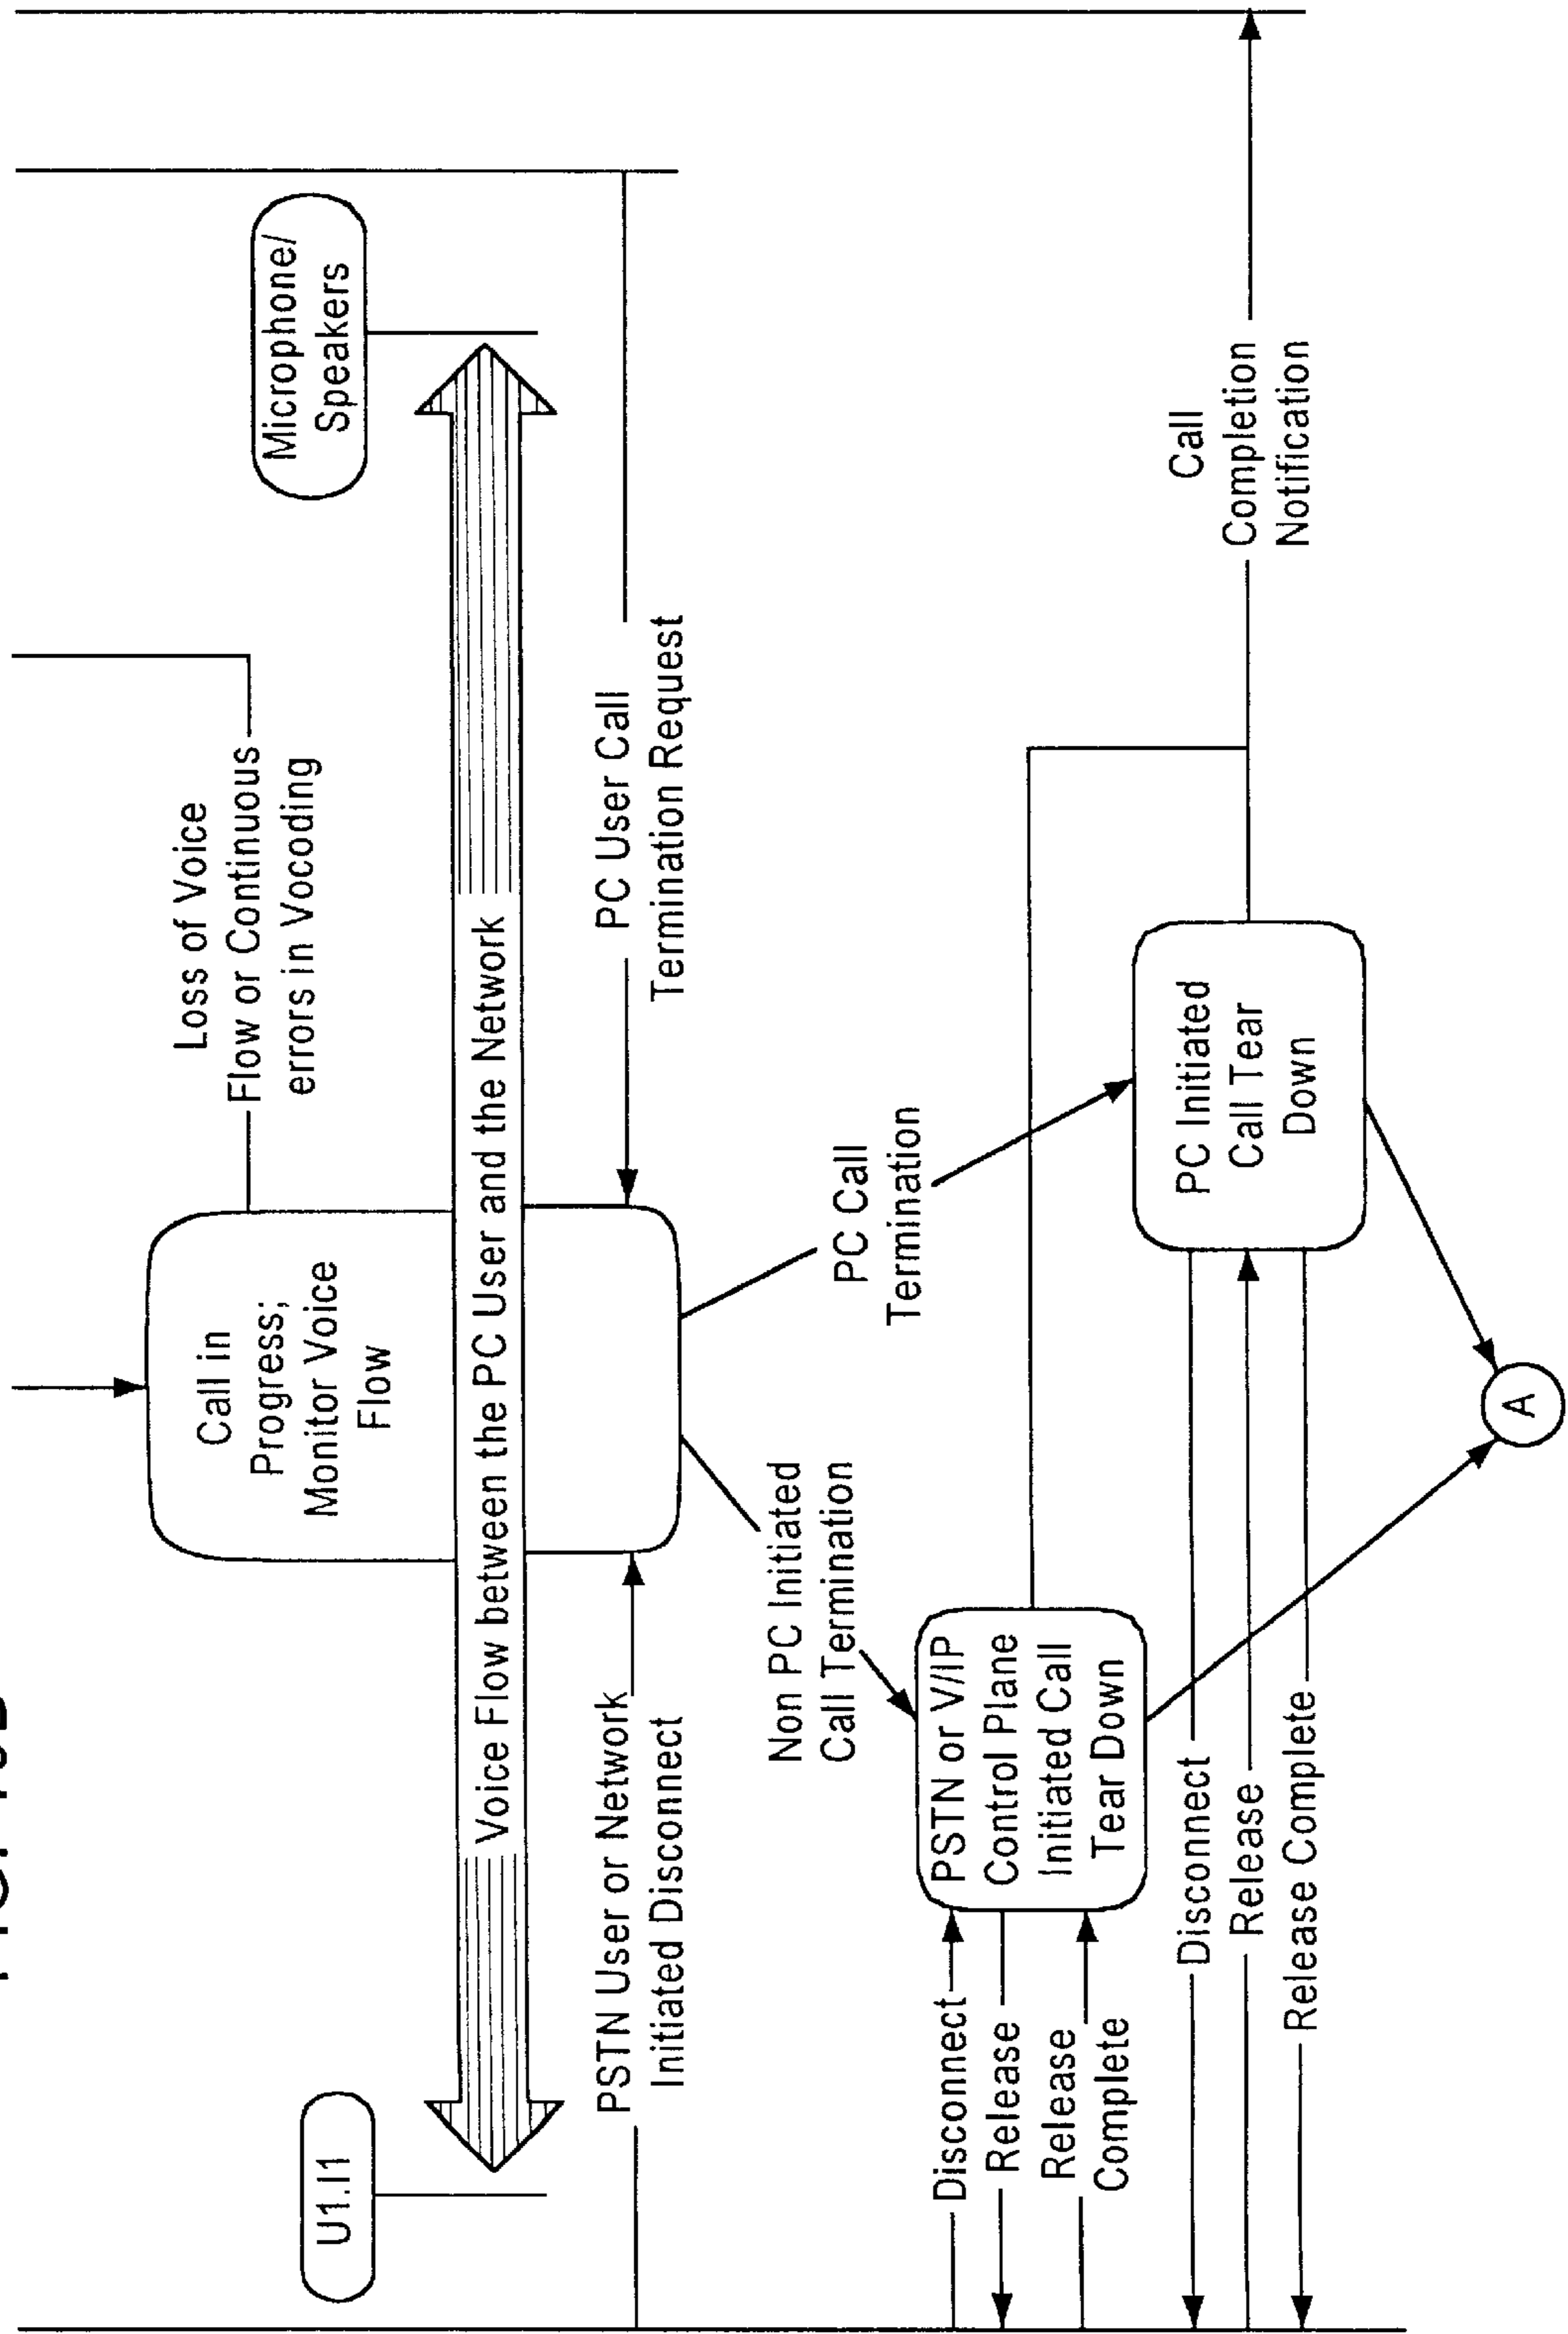 Microphone/
Speakers
Loss of Voice
Flow or Continuous
errors in Vocoding
Call in
Progress;
Monitor Voice
Flow
U1.I1
Voice Flow between the PC User and the Network
PC User Call
Termination Request
PSTN User or Network
Initiated Disconnect
PC Call
Termination
Non PC Initiated
Call Termination
PSTN or V/IP
Control Plane
Initiated Call
Tear Down
Disconnect
Release
Release
Complete
PC Initiated
Call Tear
Down
Call
Completion
Notification
Disconnect
Release
Release Complete
A